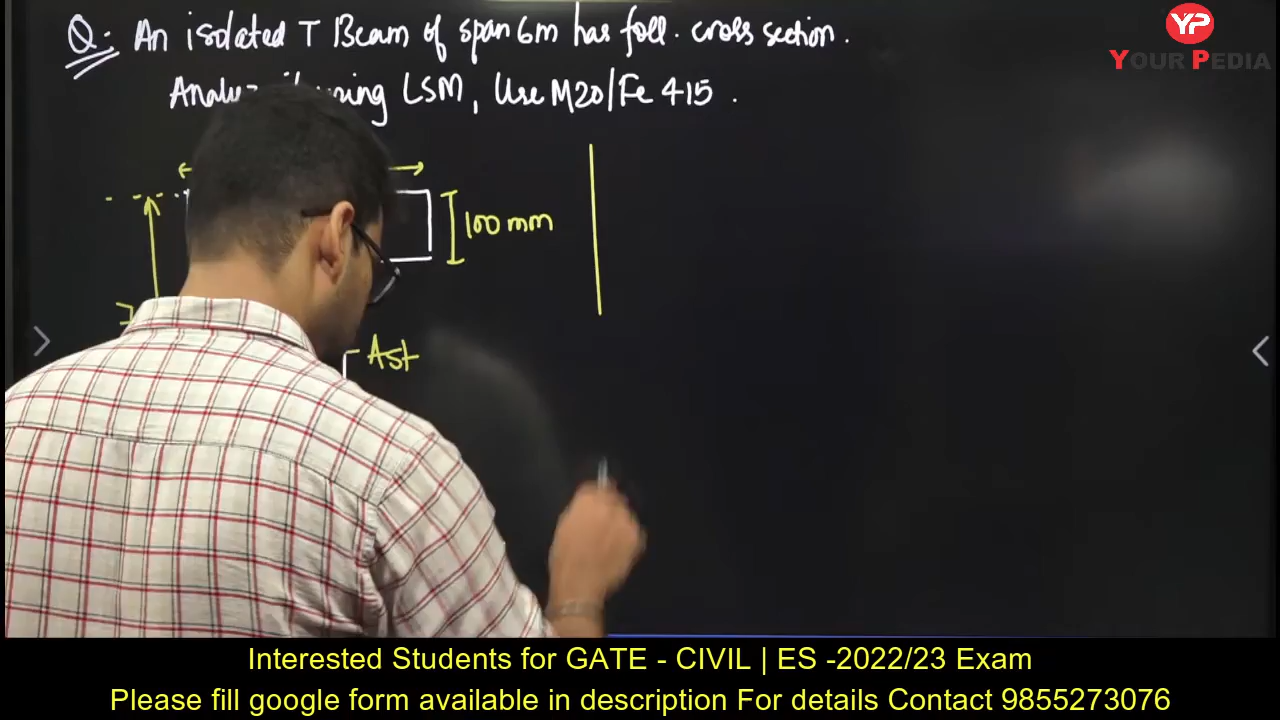 Q:- An isolated T Beam of span 6m has foll. cross section.
using LSM, Use M20/Fe 415.
100 mm
Ast
YP
YOUR PEDIA
Interested Students for GATE - CIVIL | ES -2022/23 Exam
Please fill google form available in description For details Contact 9855273076